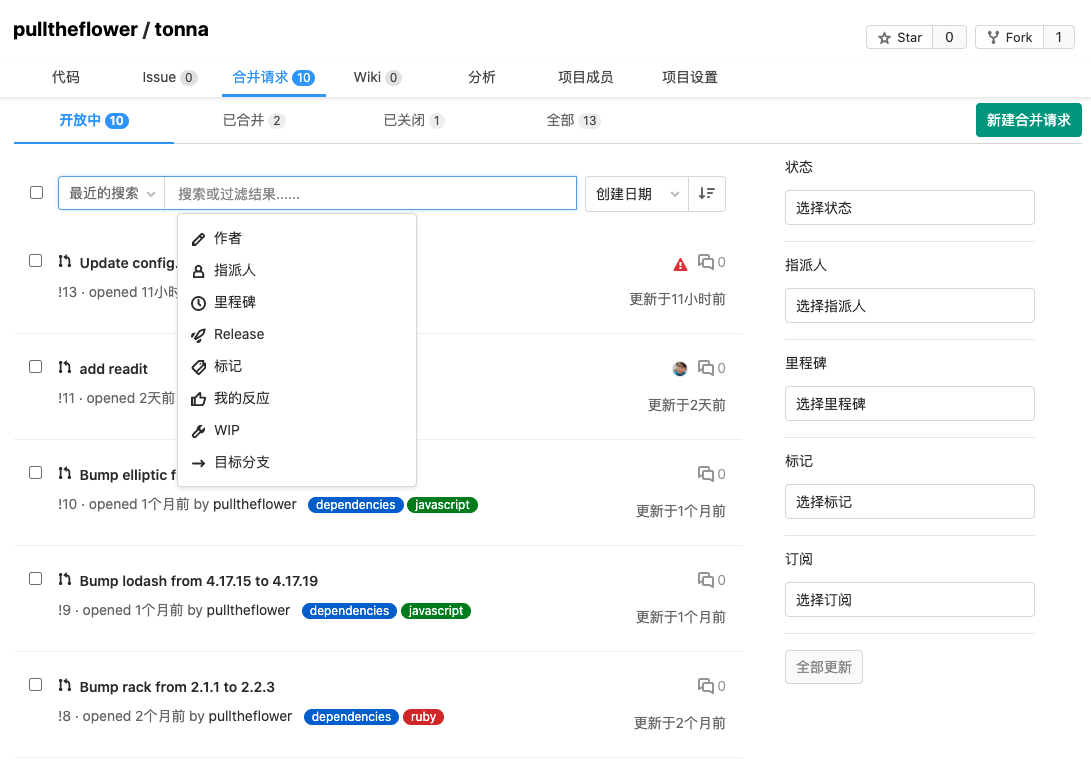 pulltheflower / tonna
Star 0 Fork 1
代码 Issue 0 合并请求 10 Wiki 0 分析 项目成员 项目设置
开放中 10 已合并 2 已关闭 1 全部 13 新建合并请求
最近的搜索 搜索或过滤结果...... 创建日期
作者
指派人
里程碑
Release
标记
我的反应
WIP
目标分支
Update config. 0
!13 · opened 11小时 更新于11小时前
add readit 0
!11 · opened 2天前 更新于2天前
Bump elliptic f 0
!10 · opened 1个月前 by pulltheflower dependencies javascript 更新于1个月前
Bump lodash from 4.17.15 to 4.17.19 0
!9 · opened 1个月前 by pulltheflower dependencies javascript 更新于1个月前
Bump rack from 2.1.1 to 2.2.3 0
!8 · opened 2个月前 by pulltheflower dependencies ruby 更新于2个月前
状态
选择状态
指派人
选择指派人
里程碑
选择里程碑
标记
选择标记
订阅
选择订阅
全部更新